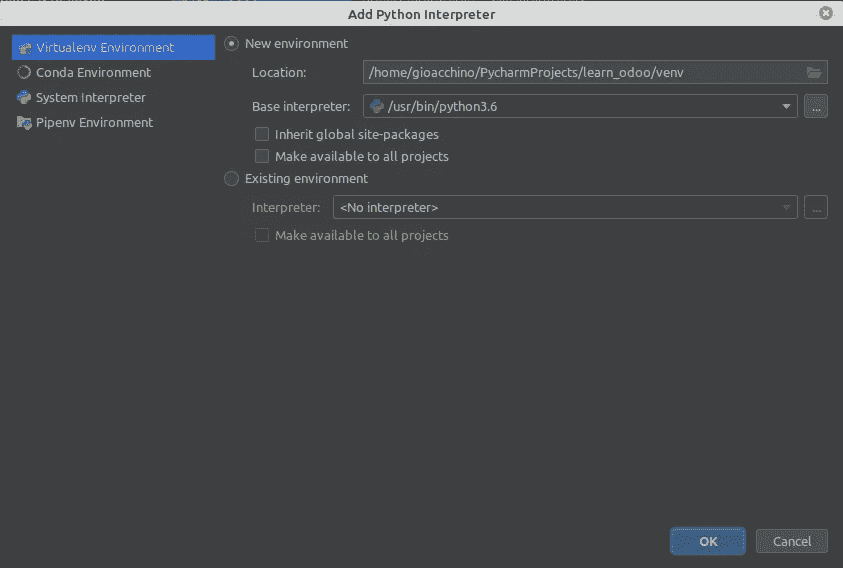 Add Python Interpreter
Virtualenv Environment
Conda Environment
System Interpreter
Pipenv Environment
New environment
Location: /home/gioacchino/PycharmProjects/learn_odoo/venv
Base interpreter: /usr/bin/python3.6 ...
Inherit global site-packages
Make available to all projects
Existing environment
Interpreter: <No interpreter> ...
Make available to all projects
OK Cancel